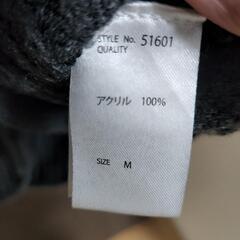 STYLE No. 51601
QUALITY
アクリル 100%
SIZE M